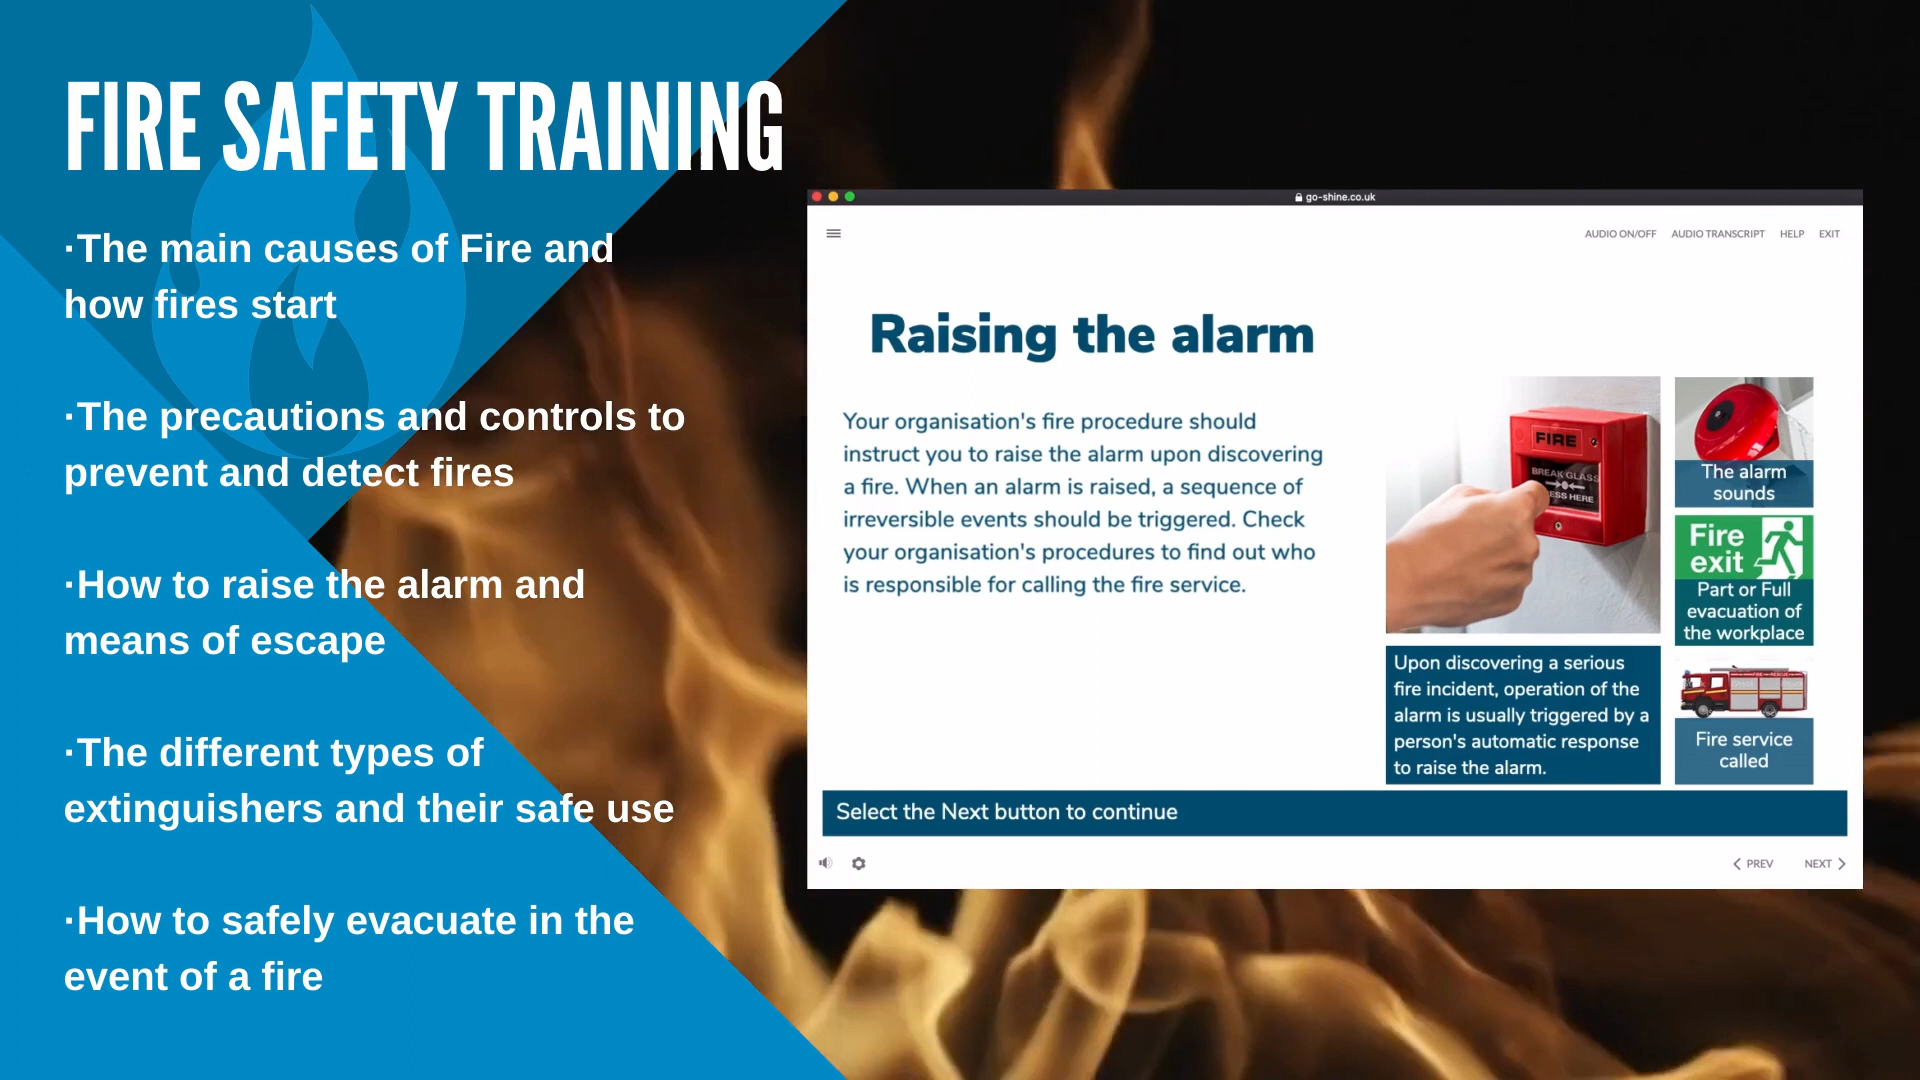 FIRE SAFETY TRAINING
·The main causes of Fire and
how fires start
·The precautions and controls to
prevent and detect fires
·How to raise the alarm and
means of escape
·The different types of
extinguishers and their safe use
·How to safely evacuate in the
event of a fire
go-shine.co.uk
AUDIO ON/OFF AUDIO TRANSCRIPT HELP EXIT
Raising the alarm
Your organisation's fire procedure should
instruct you to raise the alarm upon discovering
a fire. When an alarm is raised, a sequence of
irreversible events should be triggered. Check
your organisation's procedures to find out who
is responsible for calling the fire service.
FIRE
BREAK GLASS
ESS HERE
Upon discovering a serious
fire incident, operation of the
alarm is usually triggered by a
person's automatic response
to raise the alarm.
The alarm
sounds
Fire
exit
Part or Full
evacuation of
the workplace
Fire service
called
Select the Next button to continue
PREV NEXT